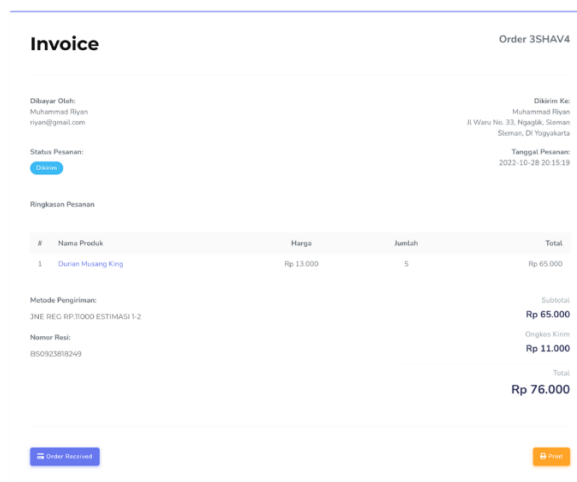 Invoice
Order 3SHAV4
Dibayar Oleh:
Muhammad Riyan
riyan@gmail.com
Dikirim Ke:
Muhammad Riyan
Jl Waru No. 33, Ngaglik, Sleman
Sleman, DI Yogyakarta
Status Pesanan:
Dikirim
Tanggal Pesanan:
2022-10-28 20:15:19
Ringkasan Pesanan
# Nama Produk Harga Jumlah Total
1 Durian Musang King Rp 13.000 5 Rp 65.000
Metode Pengiriman:
JNE REG RP.11000 ESTIMASI 1-2
Nomor Resi:
BS0923818249
Subtotal
Rp 65.000
Ongkos Kirim
Rp 11.000
Total
Rp 76.000
Order Received
Print